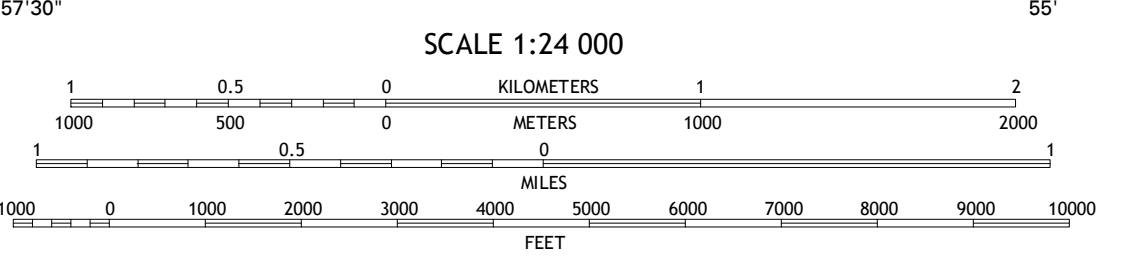 57'30" 55'
SCALE 1:24 000
1 0.5 0 KILOMETERS 1 2
1000 500 0 METERS 1000 2000
1 0.5 0 1
MILES
1000 0 1000 2000 3000 4000 5000 6000 7000 8000 9000 10000
FEET